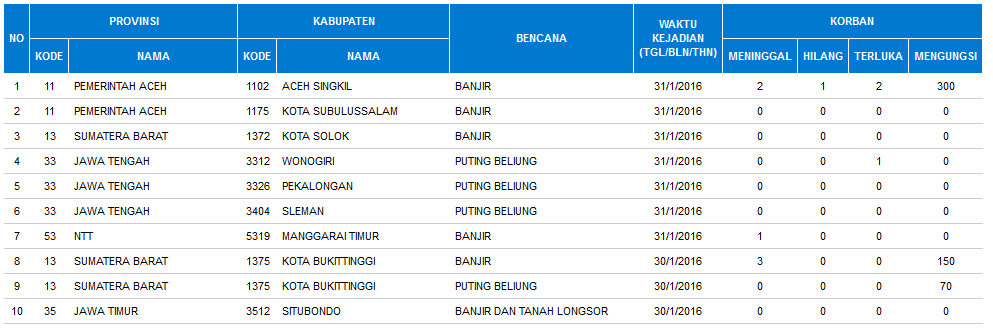 NO PROVINSI KABUPATEN BENCANA WAKTU KEJADIAN (TGL/BLN/THN) KORBAN
KODE NAMA KODE NAMA MENINGGAL HILANG TERLUKA MENGUNGSI
1 11 PEMERINTAH ACEH 1102 ACEH SINGKIL BANJIR 31/1/2016 2 1 2 300
2 11 PEMERINTAH ACEH 1175 KOTA SUBULUSSALAM BANJIR 31/1/2016 0 0 0 0
3 13 SUMATERA BARAT 1372 KOTA SOLOK BANJIR 31/1/2016 0 0 0 0
4 33 JAWA TENGAH 3312 WONOGIRI PUTING BELIUNG 31/1/2016 0 0 1 0
5 33 JAWA TENGAH 3326 PEKALONGAN PUTING BELIUNG 31/1/2016 0 0 0 0
6 33 JAWA TENGAH 3404 SLEMAN PUTING BELIUNG 31/1/2016 0 0 0 0
7 53 NTT 5319 MANGGARAI TIMUR BANJIR 31/1/2016 1 0 0 0
8 13 SUMATERA BARAT 1375 KOTA BUKITTINGGI BANJIR 30/1/2016 3 0 0 150
9 13 SUMATERA BARAT 1375 KOTA BUKITTINGGI PUTING BELIUNG 30/1/2016 0 0 0 70
10 35 JAWA TIMUR 3512 SITUBONDO BANJIR DAN TANAH LONGSOR 30/1/2016 0 0 0 0